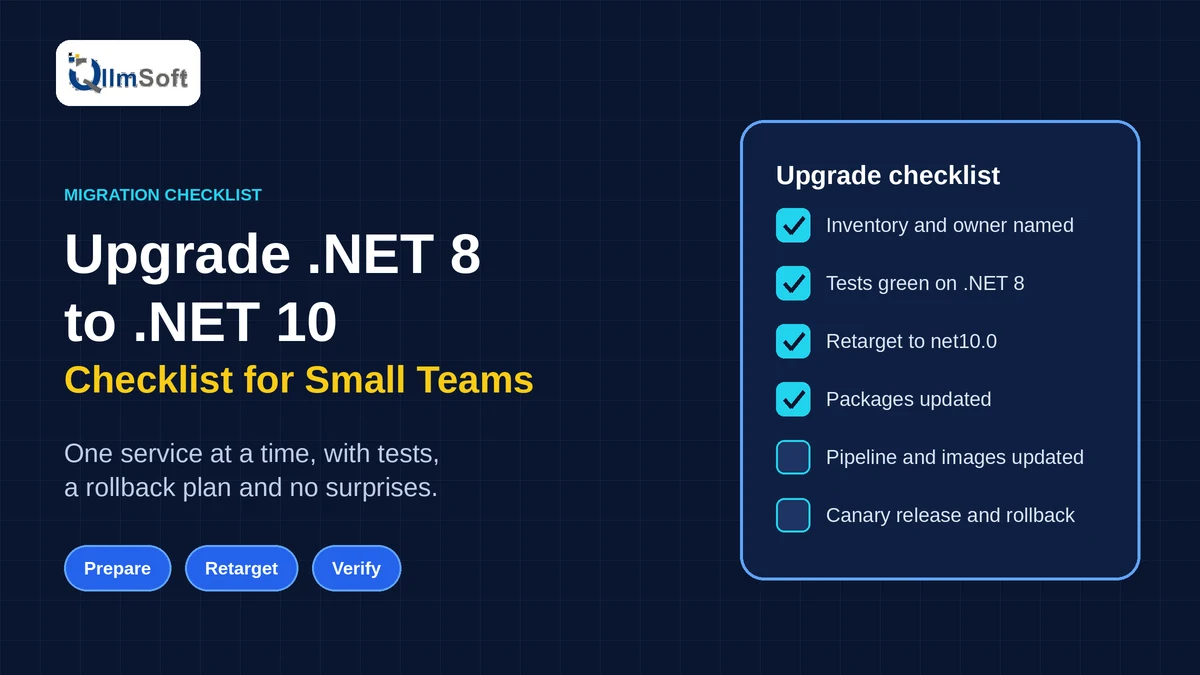 QllmSoft
MIGRATION CHECKLIST
Upgrade .NET 8
to .NET 10
Checklist for Small Teams
One service at a time, with tests,
a rollback plan and no surprises.
Prepare
Retarget
Verify
Upgrade checklist
Inventory and owner named
Tests green on .NET 8
Retarget to net10.0
Packages updated
Pipeline and images updated
Canary release and rollback